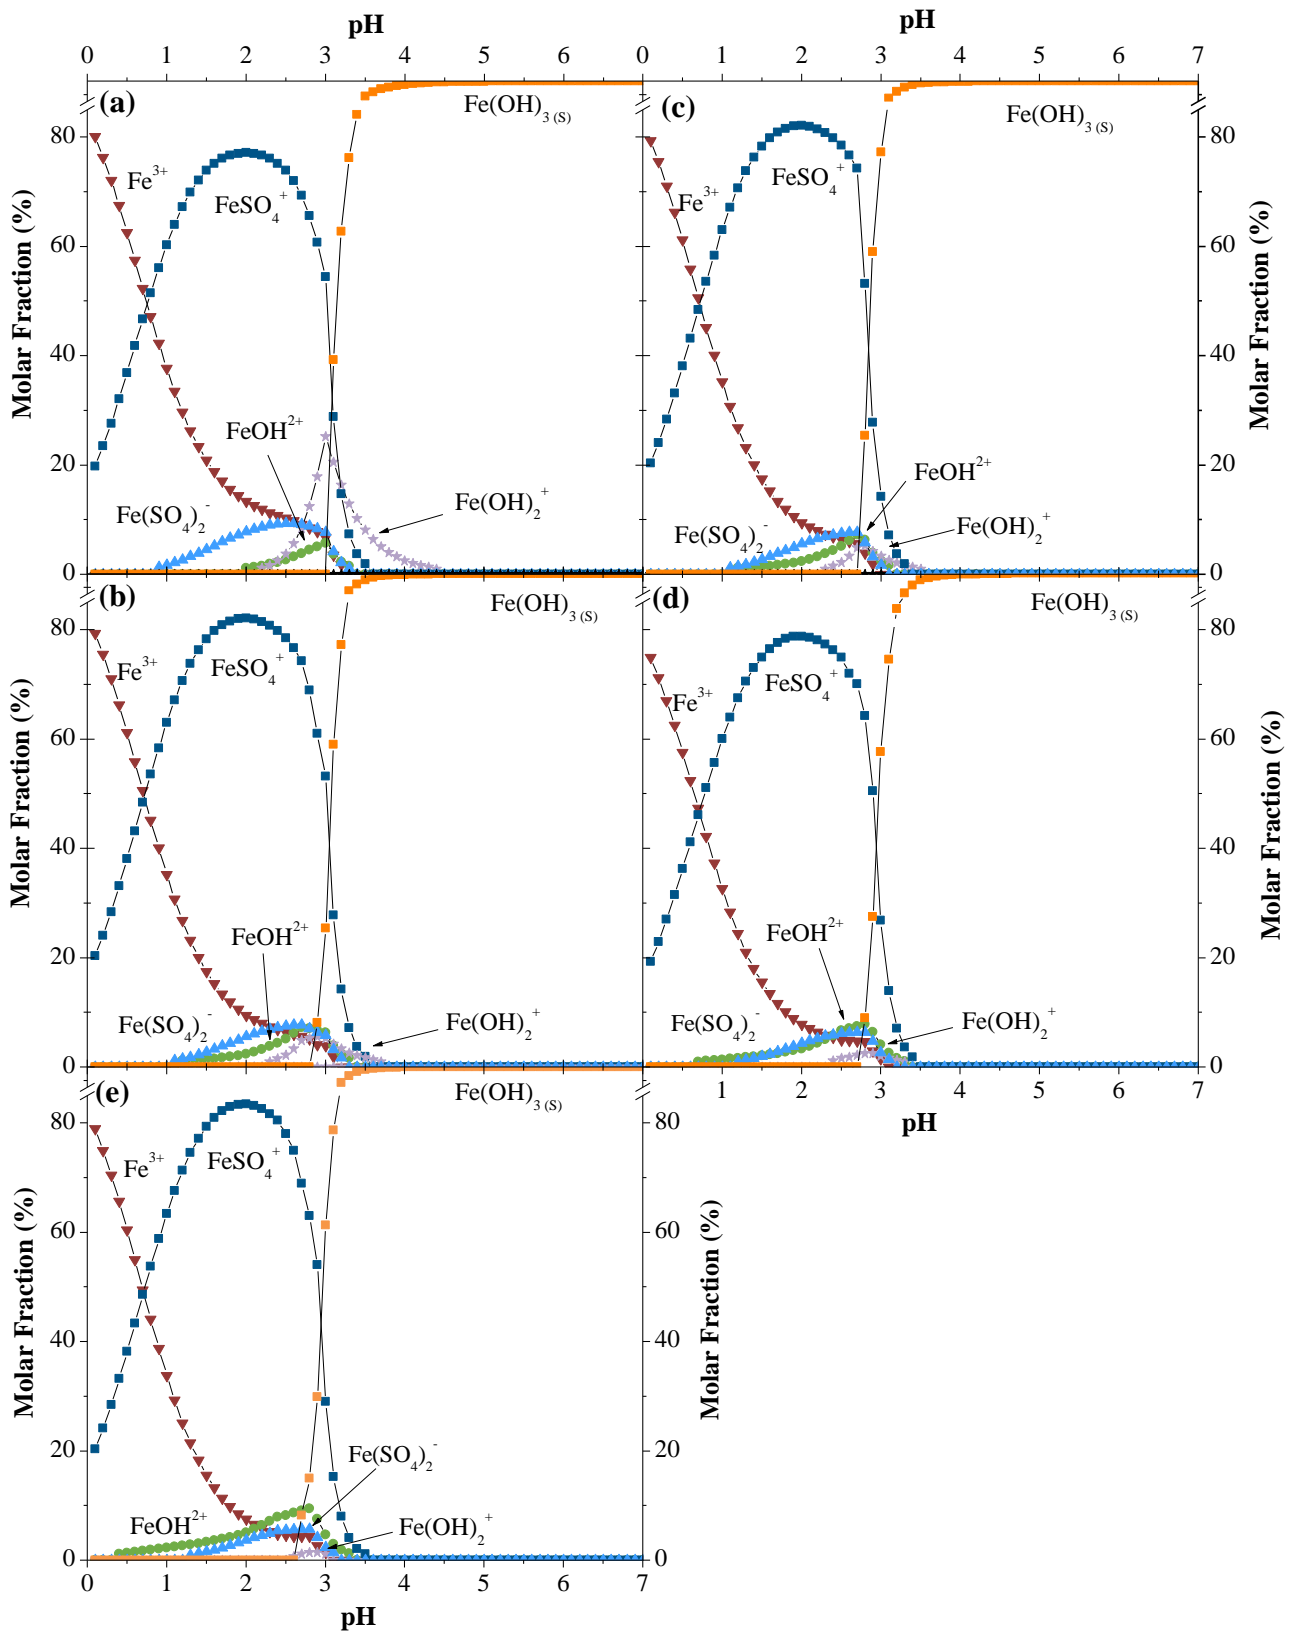 pH
pH
0 1 2 3 4 5 6 7
0 1 2 3 4 5 6 7
(a)
Fe(OH)3 (S)
Fe³⁺
FeSO₄⁺
FeOH²⁺
Fe(SO₄)₂⁻
Fe(OH)₂⁺
80
60
40
20
0
Molar Fraction (%)
(c)
Fe(OH)3 (S)
Fe³⁺
FeSO₄⁺
FeOH²⁺
Fe(SO₄)₂⁻
Fe(OH)₂⁺
80
60
40
20
0
Molar Fraction (%)
(b)
Fe(OH)3 (S)
Fe³⁺
FeSO₄⁺
FeOH²⁺
Fe(SO₄)₂⁻
Fe(OH)₂⁺
80
60
40
20
0
Molar Fraction (%)
(d)
Fe(OH)3 (S)
Fe³⁺
FeSO₄⁺
FeOH²⁺
Fe(SO₄)₂⁻
Fe(OH)₂⁺
80
60
40
20
0
Molar Fraction (%)
0 1 2 3 4 5 6 7
pH
(e)
Fe(OH)3 (S)
Fe³⁺
FeSO₄⁺
Fe(SO₄)₂⁻
FeOH²⁺
Fe(OH)₂⁺
80
60
40
20
0
Molar Fraction (%)
80
60
40
20
0
Molar Fraction (%)
0 1 2 3 4 5 6 7
pH